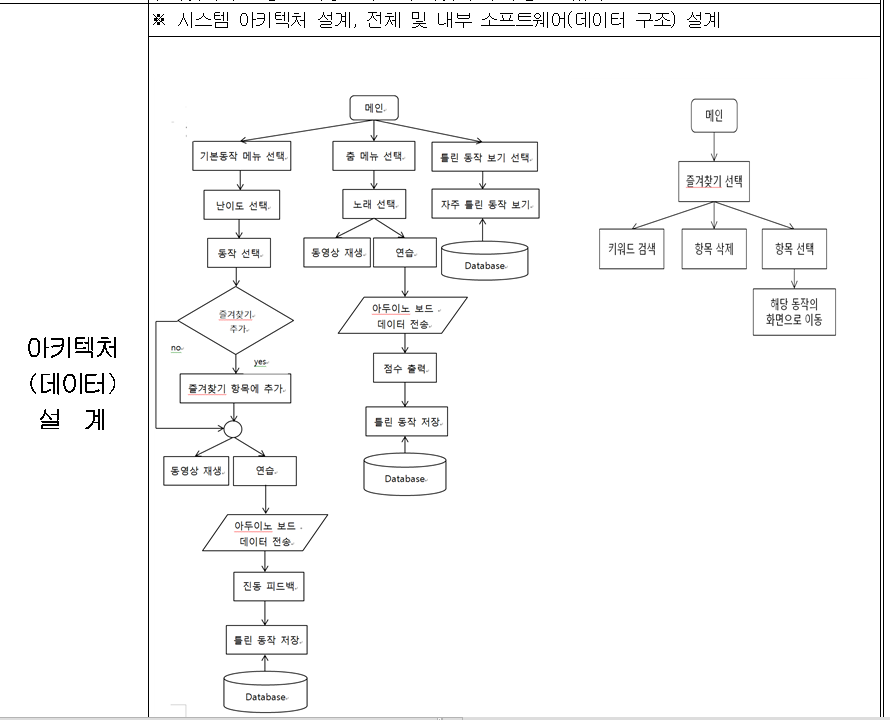 ※ 시스템 아키텍처 설계, 전체 및 내부 소프트웨어(데이터 구조) 설계
아키텍처
(데이터)
설 계
메인
기본동작 메뉴 선택
춤 메뉴 선택
틀린 동작 보기 선택
난이도 선택
노래 선택
자주 틀린 동작 보기
동작 선택
동영상 재생
연습
Database
즐겨찾기
추가
no
yes
아두이노 보드
데이터 전송
즐겨찾기 항목에 추가
점수 출력
틀린 동작 저장
Database
동영상 재생
연습
아두이노 보드
데이터 전송
진동 피드백
틀린 동작 저장
Database
메인
즐겨찾기 선택
키워드 검색
항목 삭제
항목 선택
해당 동작의
화면으로 이동